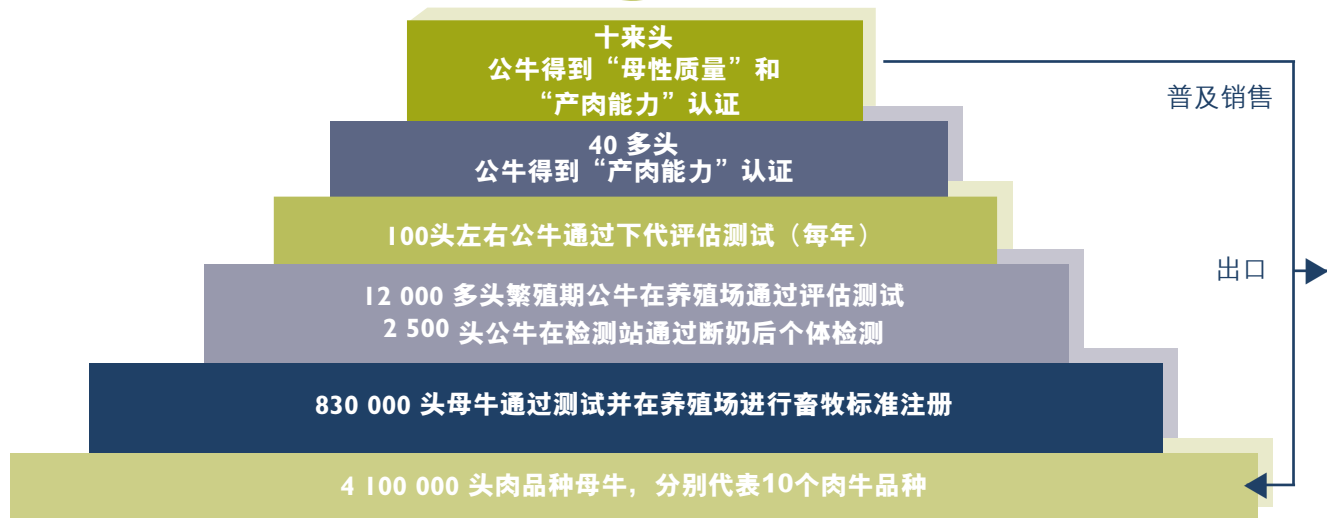 十来头
公牛得到“母性质量”和
“产肉能力”认证
普及销售
40 多头
公牛得到“产肉能力”认证
100头左右公牛通过下代评估测试（每年）
出口
12 000 多头繁殖期公牛在养殖场通过评估测试
2 500 头公牛在检测站通过断奶后个体检测
830 000 头母牛通过测试并在养殖场进行畜牧标准注册
4 100 000 头肉品种母牛，分别代表10个肉牛品种